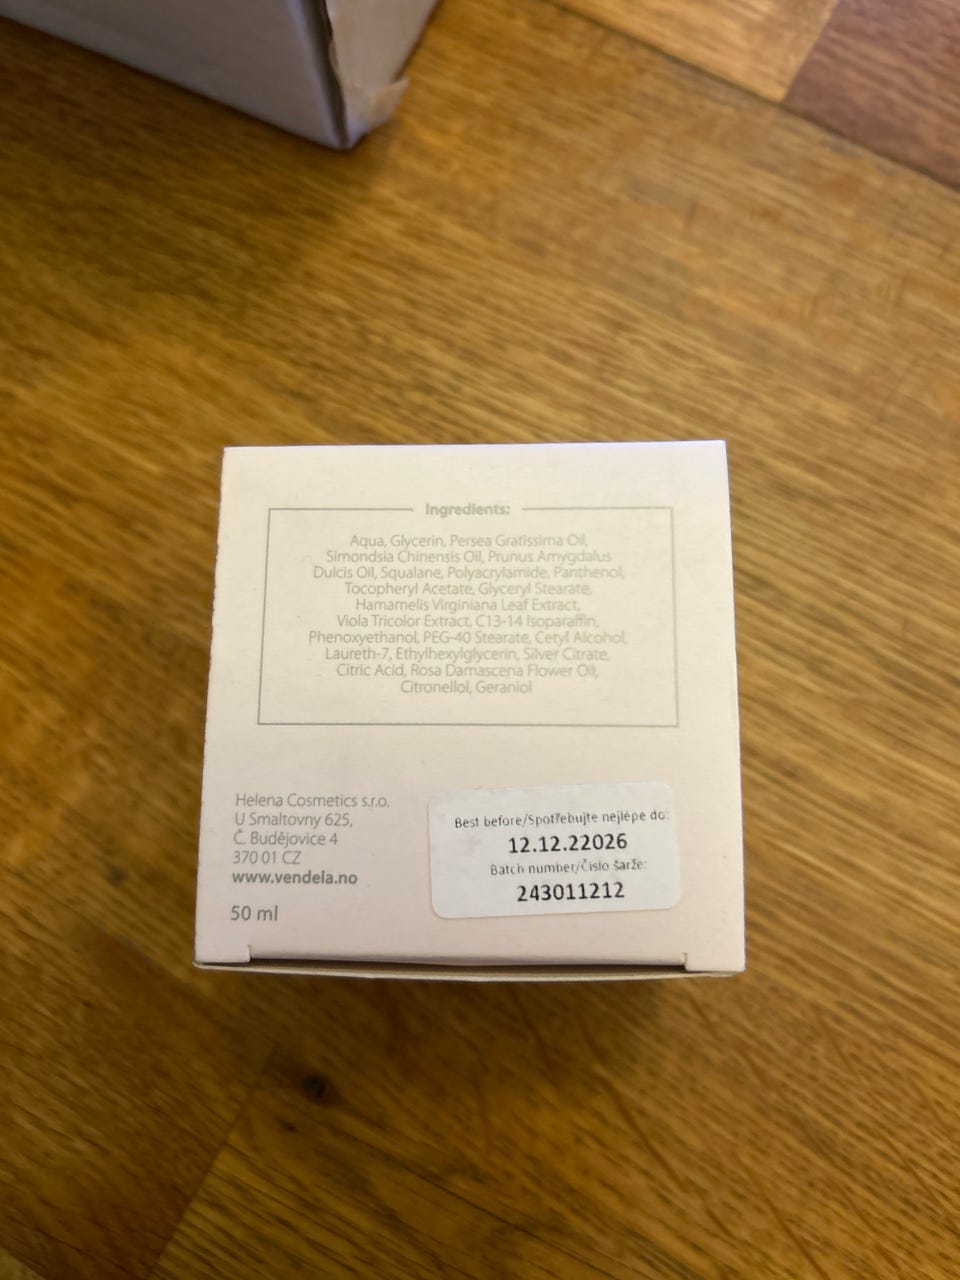 Ingredients:
Aqua, Glycerin, Persea Gratissima Oil,
Simondsia Chinensis Oil, Prunus Amygdalus
Dulcis Oil, Squalane, Polyacrylamide, Panthenol,
Tocopheryl Acetate, Glyceryl Stearate,
Hamamelis Virginiana Leaf Extract,
Viola Tricolor Extract, C13-14 Isoparaffin,
Phenoxyethanol, PEG-40 Stearate, Cetyl Alcohol,
Laureth-7, Ethylhexylglycerin, Silver Citrate,
Citric Acid, Rosa Damascena Flower Oil,
Citronellol, Geraniol
Helena Cosmetics s.r.o.
U Smaltovny 625,
Č. Budějovice 4
370 01 CZ
www.vendela.no
50 ml
Best before/Spotřebujte nejlépe do:
12.12.22026
Batch number/Číslo šarže:
243011212